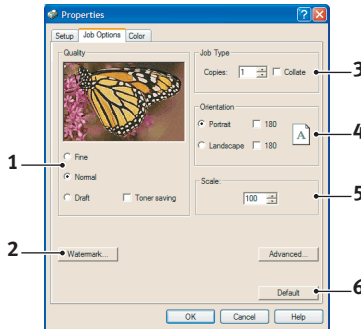 Properties
Setup Job Options Color
Quality
Job Type
Copies: 1 Collate
3
Orientation
Portrait 180
4
A
Landscape 180
1
Fine
Normal
Draft Toner saving
Scale:
100
5
2
Watermark...
Advanced...
Default
6
OK Cancel Help